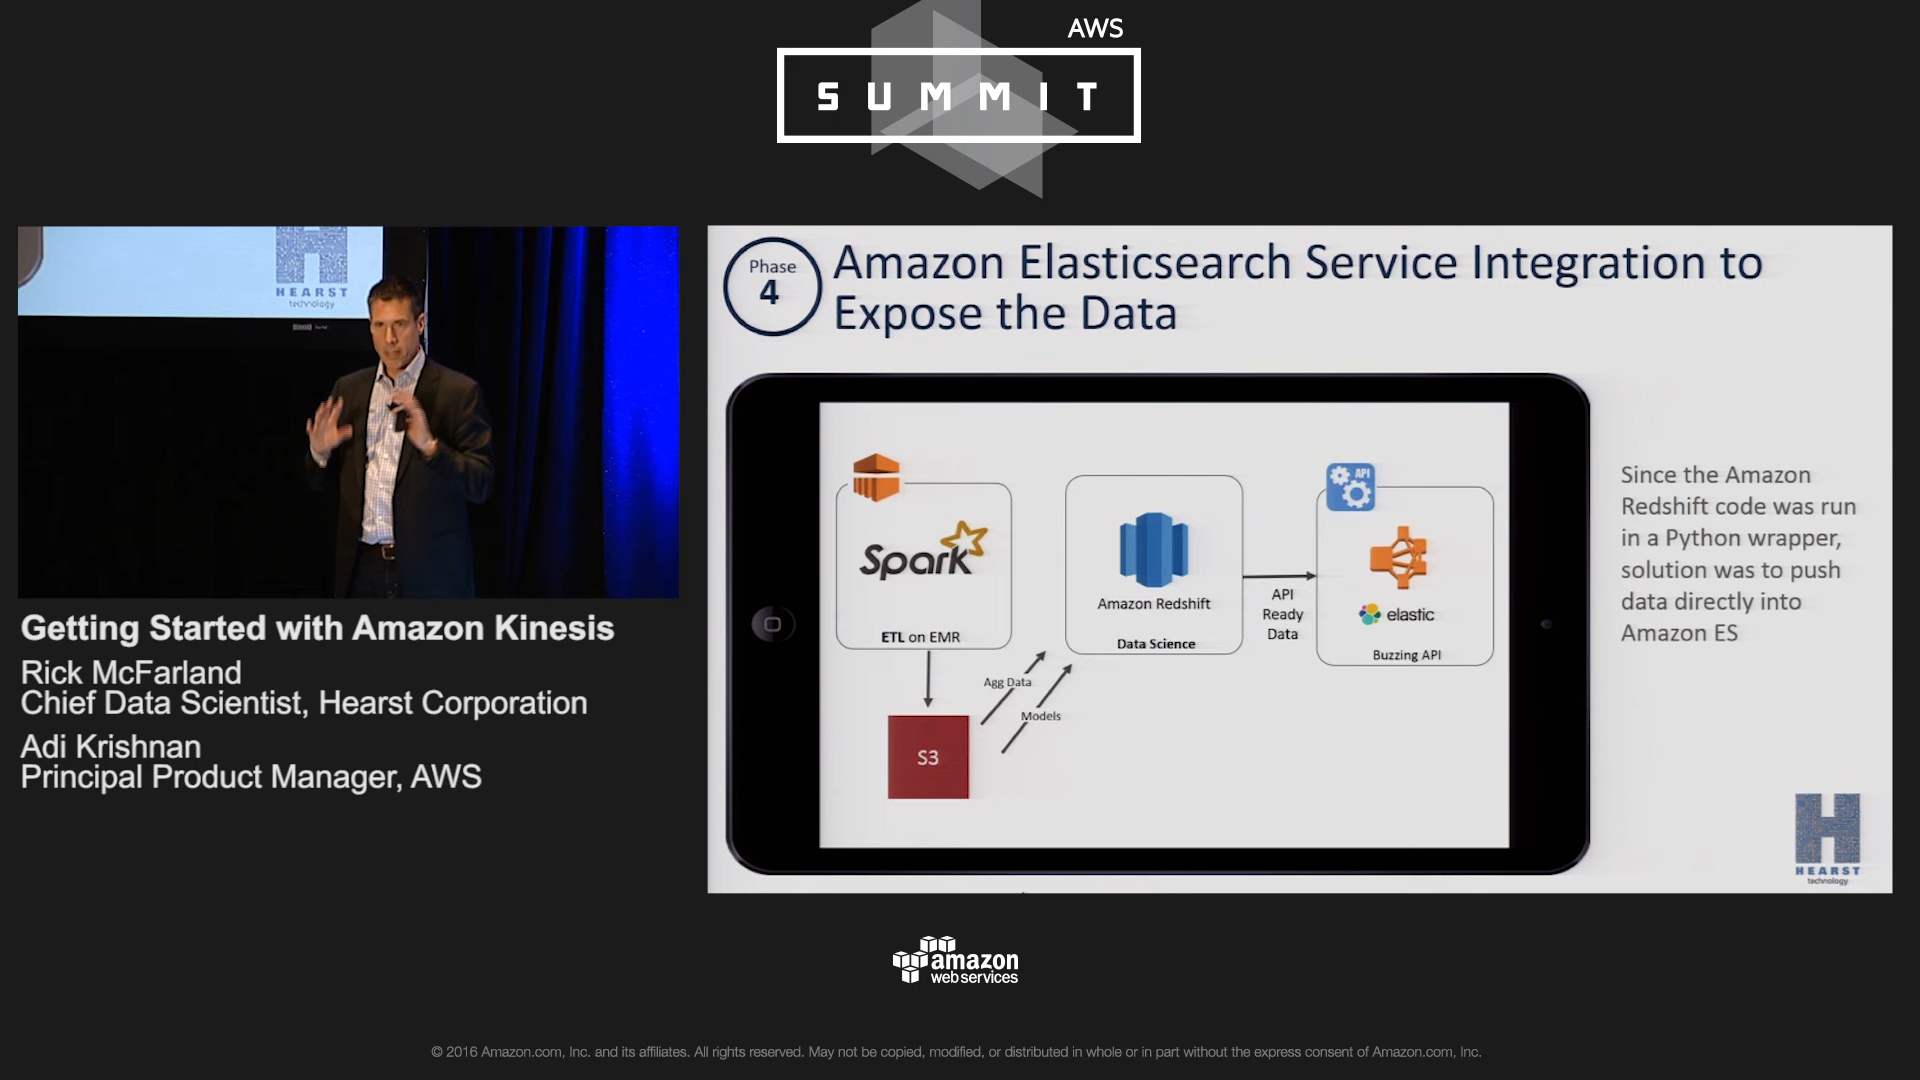 AWS
SUMMIT
HEARST
technology
Getting Started with Amazon Kinesis
Rick McFarland
Chief Data Scientist, Hearst Corporation
Adi Krishnan
Principal Product Manager, AWS
Phase
4
Amazon Elasticsearch Service Integration to
Expose the Data
Spark
ETL on EMR
S3
Agg Data
Models
Amazon Redshift
Data Science
API
Ready
Data
API
elastic
Buzzing API
Since the Amazon
Redshift code was run
in a Python wrapper,
solution was to push
data directly into
Amazon ES
HEARST
technology
amazon
webservices
© 2016 Amazon.com, Inc. and its affiliates. All rights reserved. May not be copied, modified, or distributed in whole or in part without the express consent of Amazon.com, Inc.